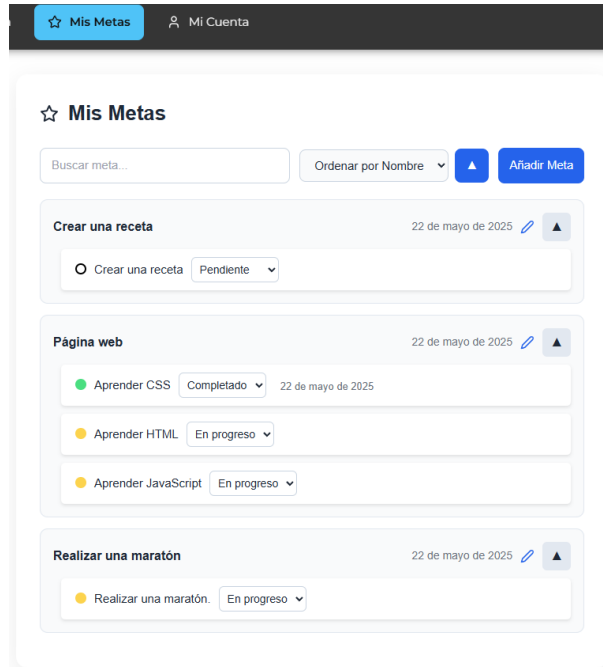 Mis Metas
Mi Cuenta
Mis Metas
Buscar meta...
Ordenar por Nombre
Añadir Meta
Crear una receta
22 de mayo de 2025
Crear una receta
Pendiente
Página web
22 de mayo de 2025
Aprender CSS
Completado
22 de mayo de 2025
Aprender HTML
En progreso
Aprender JavaScript
En progreso
Realizar una maratón
22 de mayo de 2025
Realizar una maratón.
En progreso